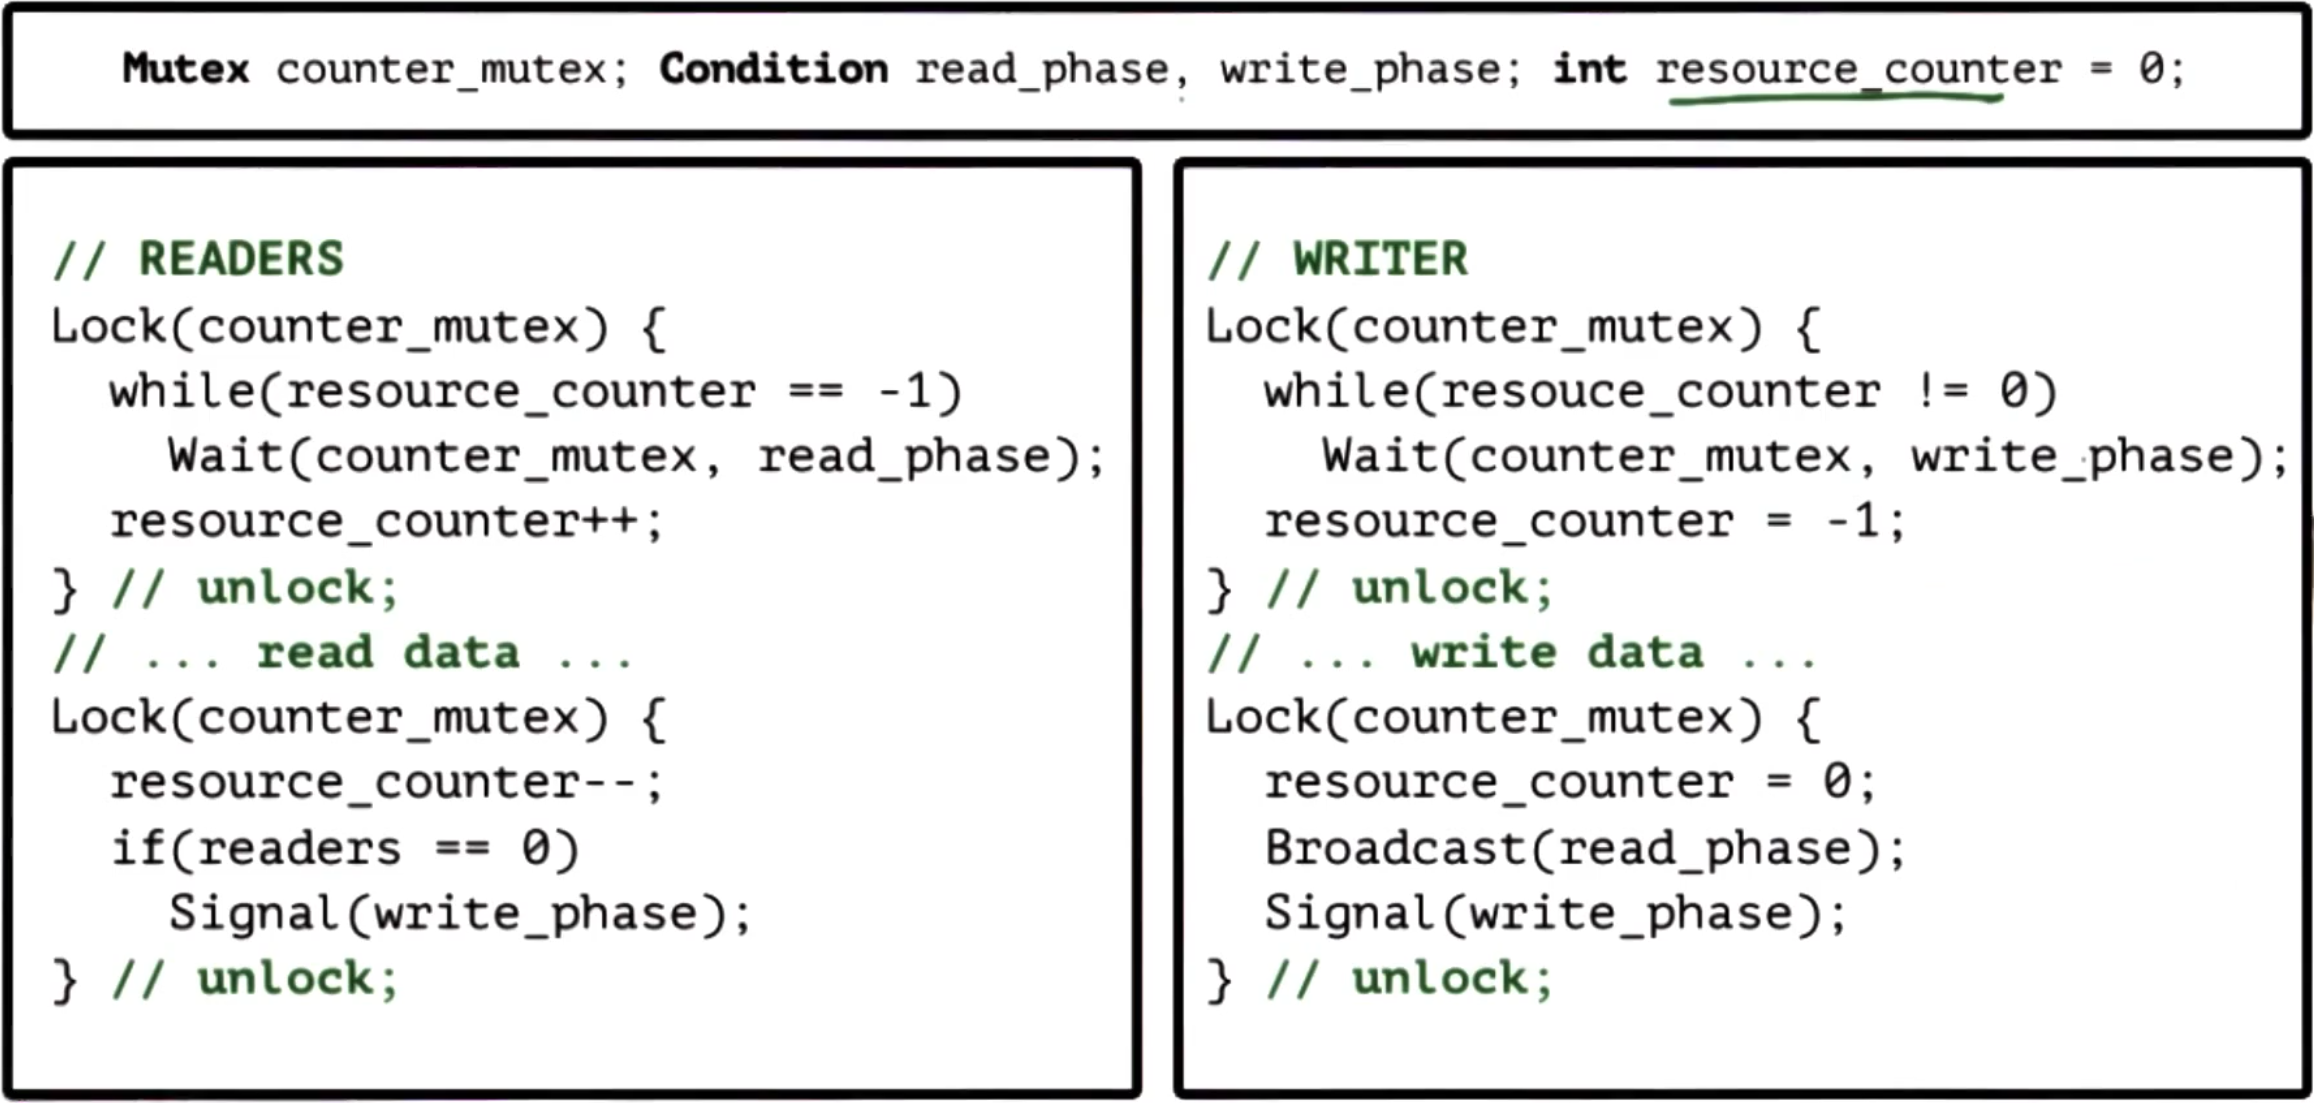 Mutex counter_mutex; Condition read_phase, write_phase; int resource_counter = 0;
// READERS
Lock(counter_mutex) {
while(resource_counter == -1)
Wait(counter_mutex, read_phase);
resource_counter++;
} // unlock;
// ... read data ...
Lock(counter_mutex) {
resource_counter--;
if(readers == 0)
Signal(write_phase);
} // unlock;
// WRITER
Lock(counter_mutex) {
while(resouce_counter != 0)
Wait(counter_mutex, write_phase);
resource_counter = -1;
} // unlock;
// ... write data ...
Lock(counter_mutex) {
resource_counter = 0;
Broadcast(read_phase);
Signal(write_phase);
} // unlock;